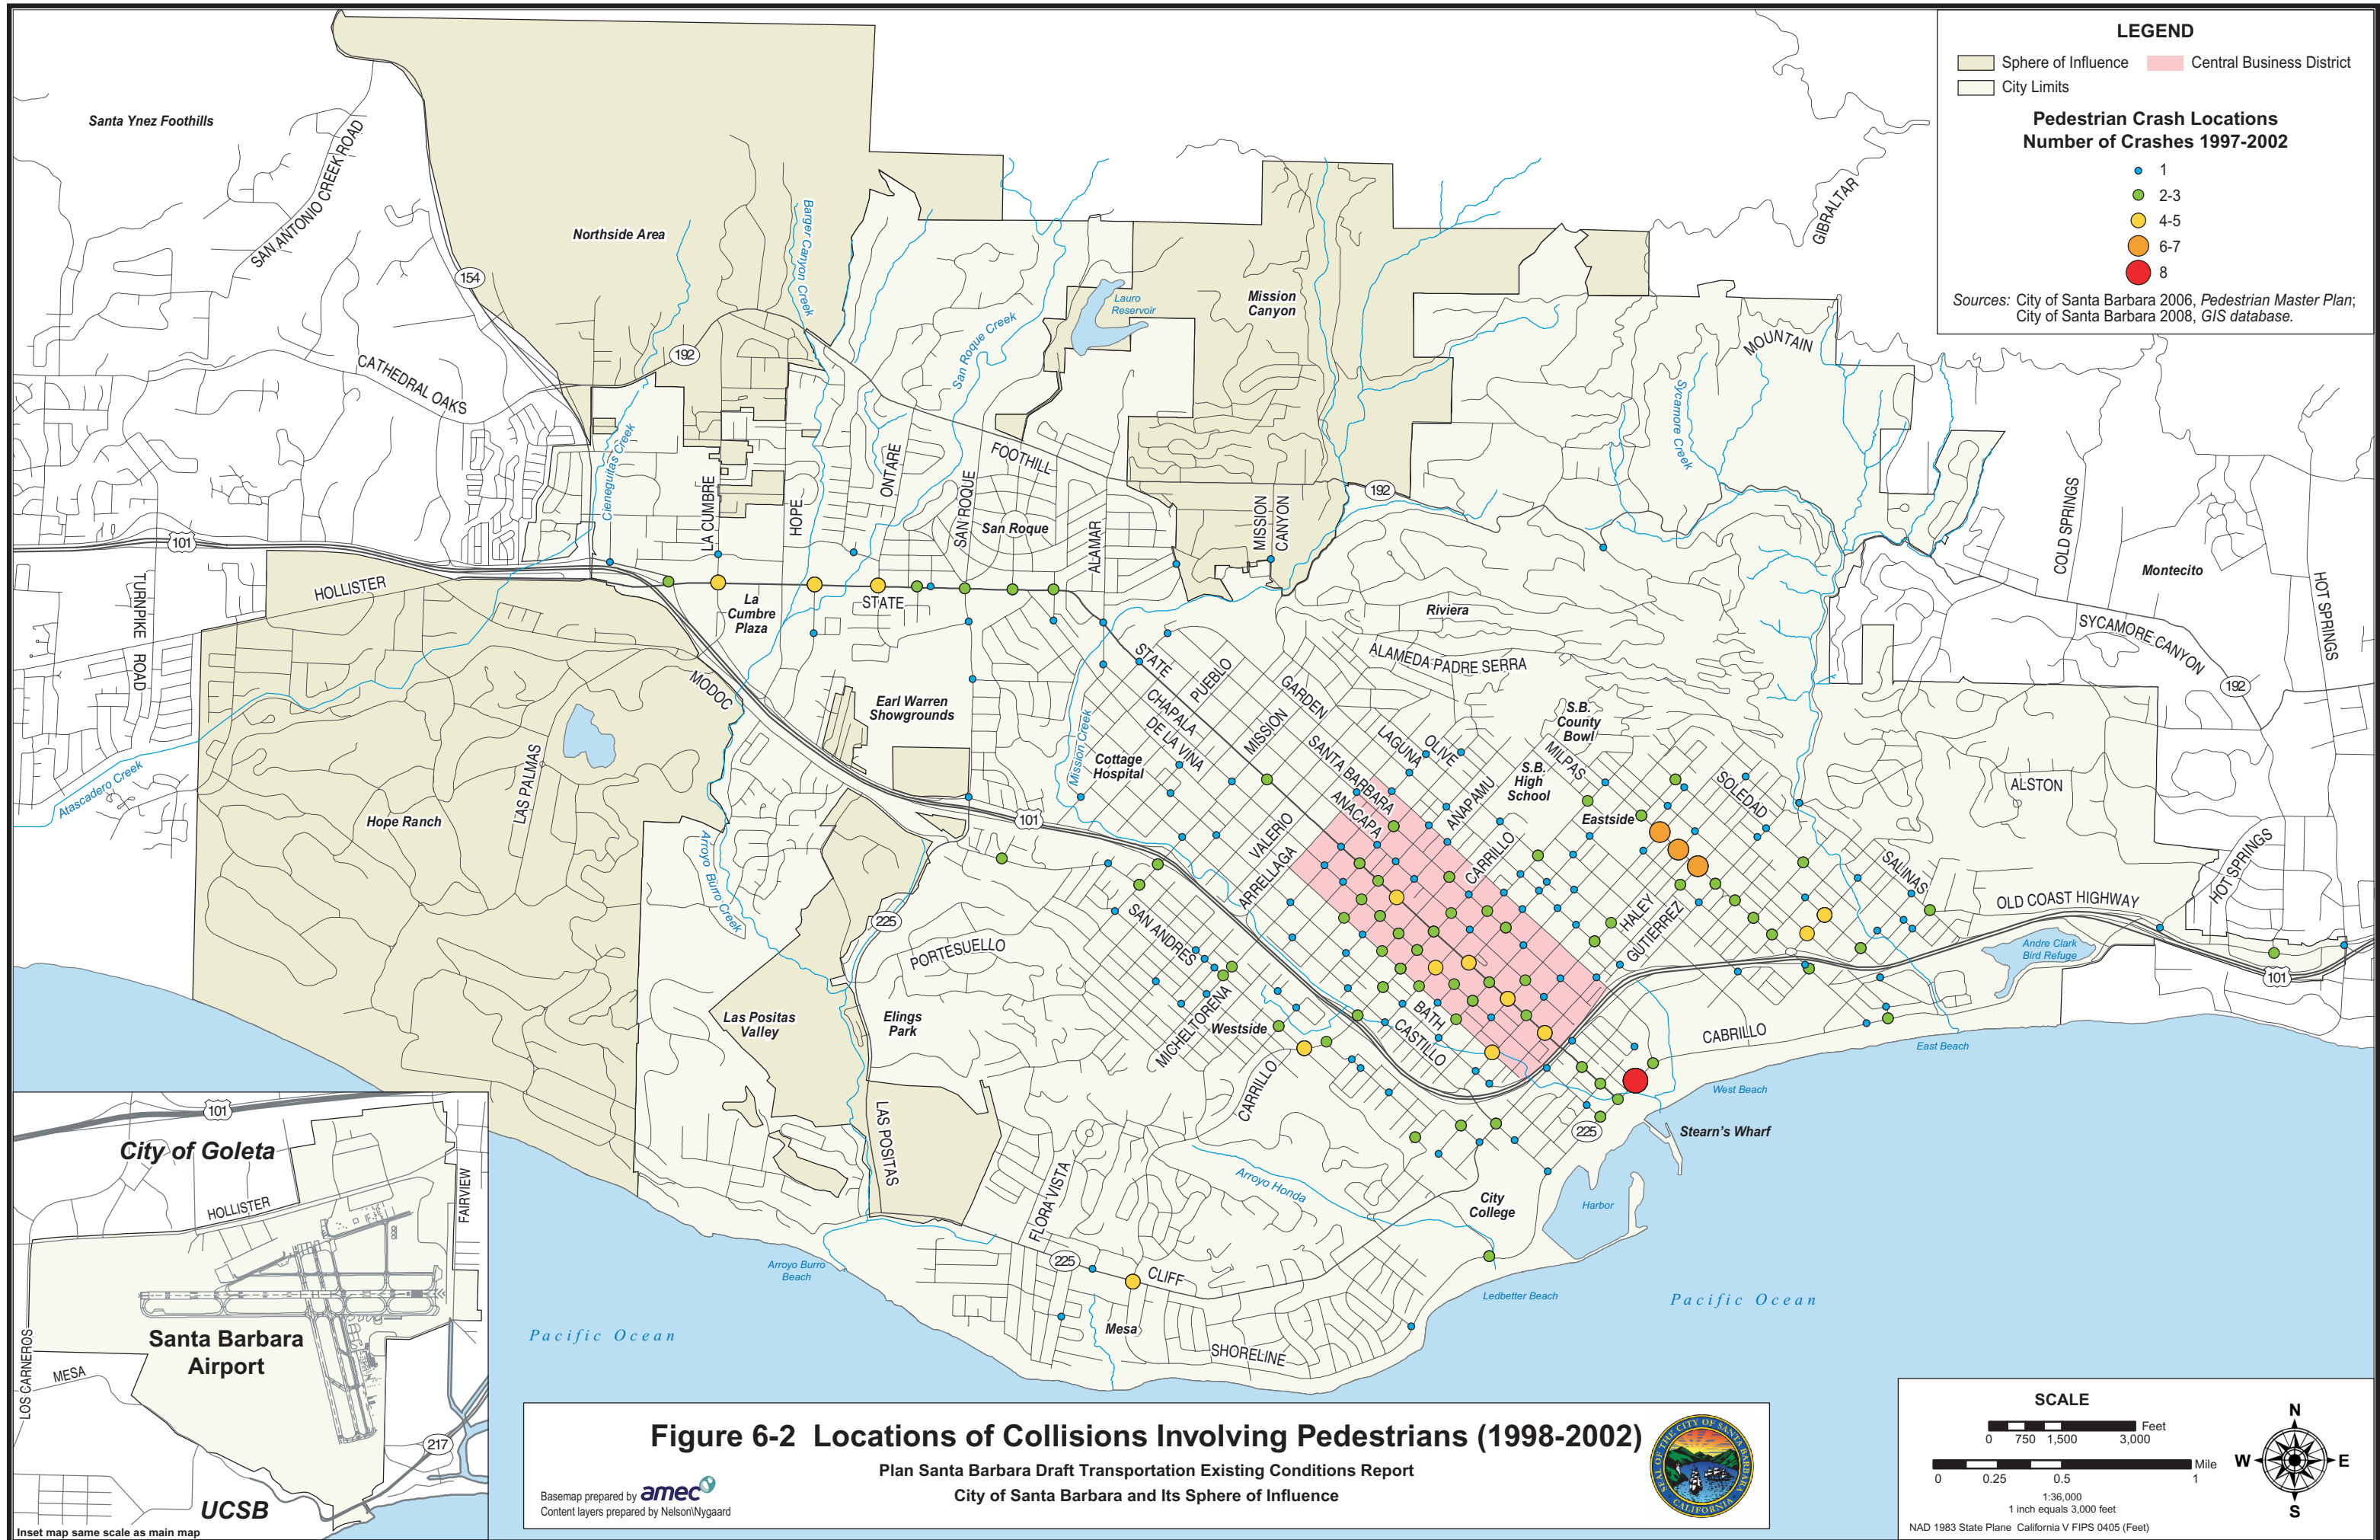 LEGEND
Sphere of Influence
Central Business District
City Limits
Pedestrian Crash Locations
Number of Crashes 1997-2002
1
2-3
4-5
6-7
8
Sources: City of Santa Barbara 2006, Pedestrian Master Plan;
City of Santa Barbara 2008, GIS database.
Santa Ynez Foothills
SAN ANTONIO CREEK ROAD
154
Northside Area
Barger Canyon Creek
192
CATHEDRAL OAKS
Cieneguitas Creek
LA CUMBRE
HOPE
ONTARE
San Roque Creek
SAN ROQUE
FOOTHILL
San Roque
ALAMAR
Lauro
Reservoir
Mission
Canyon
MISSION
CANYON
192
GIBRALTAR
MOUNTAIN
Sycamore Creek
COLD SPRINGS
Montecito
HOT SPRINGS
SYCAMORE CANYON
192
101
TURNPIKE ROAD
HOLLISTER
La
Cumbre
Plaza
STATE
MODOC
Earl Warren
Showgrounds
Riviera
ALAMEDA PADRE SERRA
STATE
PUEBLO
CHAPALA
DE LA VINA
MISSION
GARDEN
SANTA BARBARA
ANACAPA
LAGUNA
OLIVE
ANAPAMU
S.B.
High
School
MILPAS
S.B.
County
Bowl
SOLEDAD
Eastside
SALINAS
ALSTON
HOT SPRINGS
OLD COAST HIGHWAY
Andre Clark
Bird Refuge
101
Mission Creek
Cottage
Hospital
VALERIO
ARRELLAGA
CARRILLO
HALEY
GUTIERREZ
Atascadero Creek
Hope Ranch
LAS PALMAS
Arroyo Burro Creek
101
225
SAN ANDRES
PORTESUELLO
MICHELTORENA
Westside
BATH
CASTILLO
CARRILLO
CABRILLO
East Beach
West Beach
Stearn's Wharf
225
Las Positas
Valley
Elings
Park
LAS POSITAS
FLORA VISTA
Arroyo Honda
City
College
Harbor
225
CLIFF
Arroyo Burro
Beach
Mesa
SHORELINE
Ledbetter Beach
Pacific Ocean
Pacific Ocean
101
City of Goleta
HOLLISTER
FAIRVIEW
Santa Barbara
Airport
LOS CARNEROS
MESA
217
UCSB
Inset map same scale as main map
Figure 6-2 Locations of Collisions Involving Pedestrians (1998-2002)
Plan Santa Barbara Draft Transportation Existing Conditions Report
City of Santa Barbara and Its Sphere of Influence
Basemap prepared by amec
Content layers prepared by Nelson\Nygaard
SEAL OF THE CITY OF SANTA BARBARA
CALIFORNIA
SCALE
Feet
0 750 1,500 3,000
Mile
0 0.25 0.5 1
1:36,000
1 inch equals 3,000 feet
NAD 1983 State Plane California V FIPS 0405 (Feet)
N
W E
S